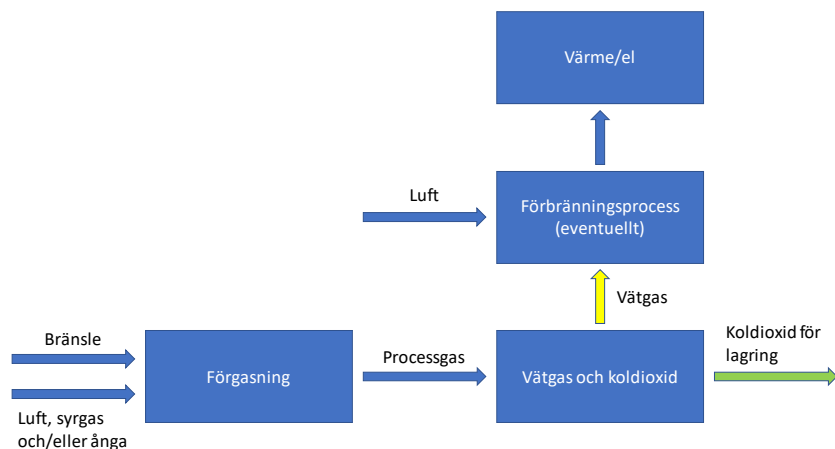 Värme/el
Luft
Förbränningsprocess
(eventuellt)
Vätgas
Bränsle
Förgasning
Luft, syrgas
och/eller ånga
Processgas
Vätgas och koldioxid
Koldioxid för
lagring